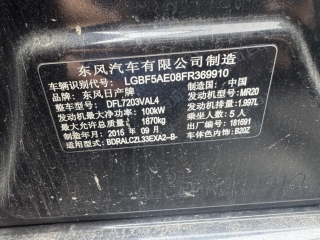 东风汽车有限公司制造
车辆识别代号: LGBF5AE08FR369910
品牌: 东风日产牌 制造国: 中国
整车型号: DFL7203VAL4 发动机型号: MR20
发动机最大净功率: 100kW 发动机排量: 1.997L
最大允许总质量: 1870kg 乘坐人数: 5 人
制造年月: 2015 年 09 月 出厂编号: 181691
适用型式: BDRALCZL33EXA2-B- 车体色内饰: B20Z